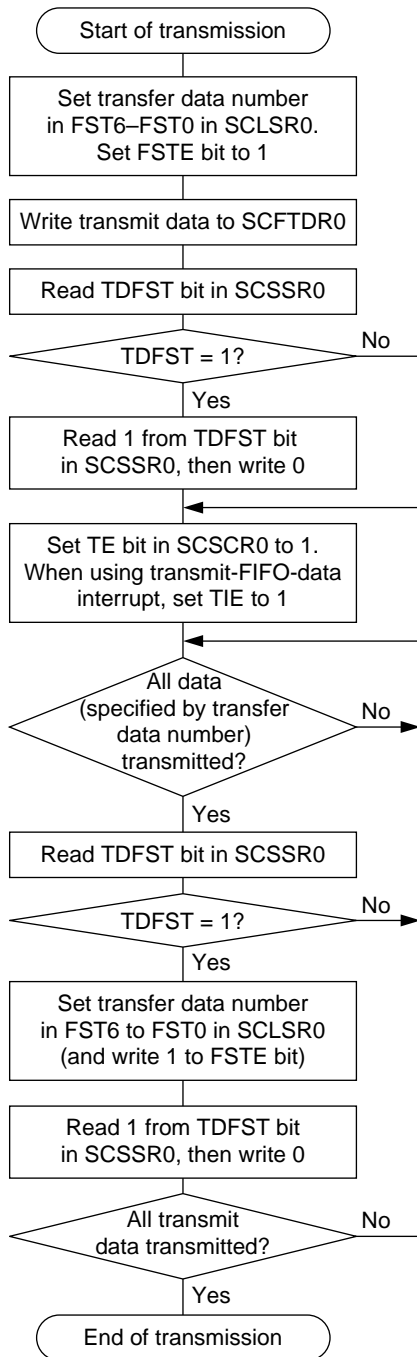 Start of transmission
Set transfer data number
in FST6–FST0 in SCLSR0.
Set FSTE bit to 1
Write transmit data to SCFTDR0
Read TDFST bit in SCSSR0
TDFST = 1?
No
Yes
Read 1 from TDFST bit
in SCSSR0, then write 0
Set TE bit in SCSCR0 to 1.
When using transmit-FIFO-data
interrupt, set TIE to 1
All data
(specified by transfer
data number)
transmitted?
No
Yes
Read TDFST bit in SCSSR0
TDFST = 1?
No
Yes
Set transfer data number
in FST6 to FST0 in SCLSR0
(and write 1 to FSTE bit)
Read 1 from TDFST bit
in SCSSR0, then write 0
All transmit
data transmitted?
No
Yes
End of transmission